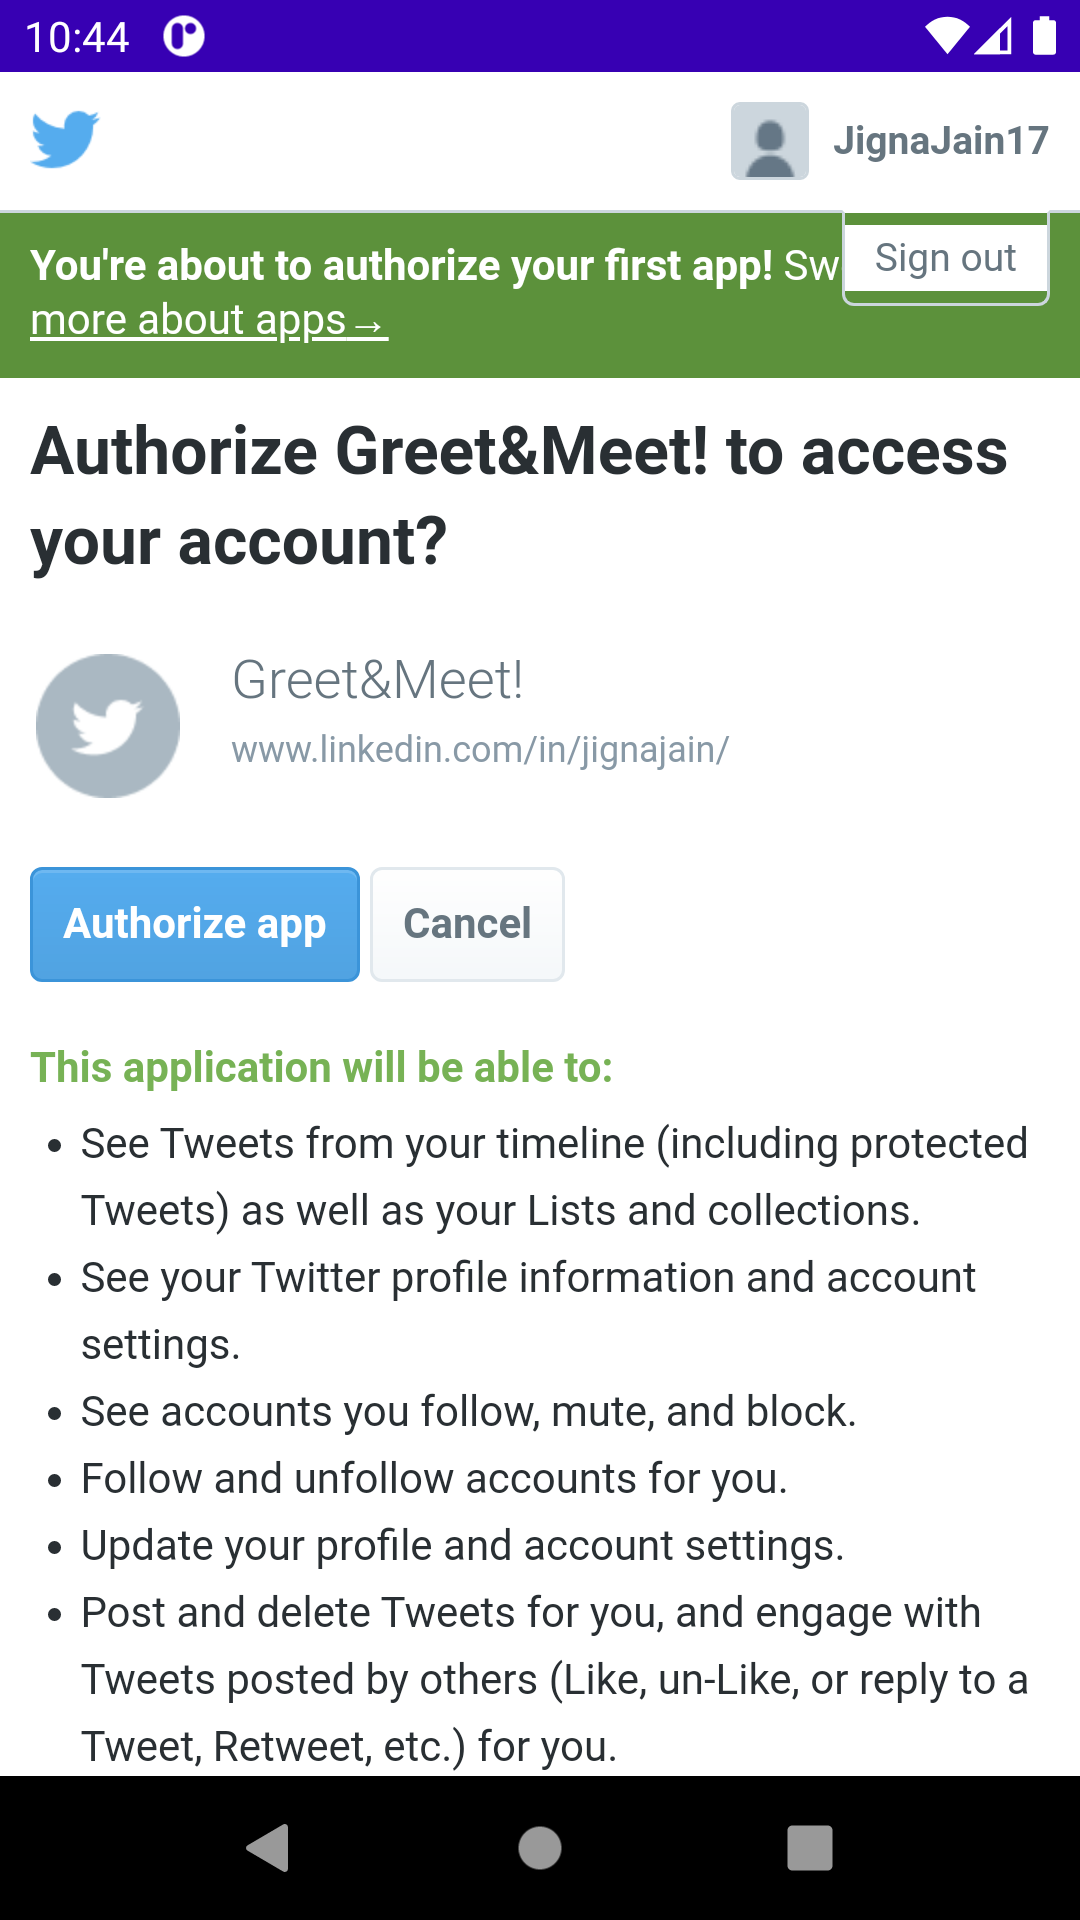 10:44
JignaJain17
Sign out
You're about to authorize your first app!
more about apps→
Authorize Greet&Meet! to access
your account?
Greet&Meet!
www.linkedin.com/in/jignajain/
Authorize app
Cancel
This application will be able to:
• See Tweets from your timeline (including protected
Tweets) as well as your Lists and collections.
• See your Twitter profile information and account
settings.
• See accounts you follow, mute, and block.
• Follow and unfollow accounts for you.
• Update your profile and account settings.
• Post and delete Tweets for you, and engage with
Tweets posted by others (Like, un-Like, or reply to a
Tweet, Retweet, etc.) for you.